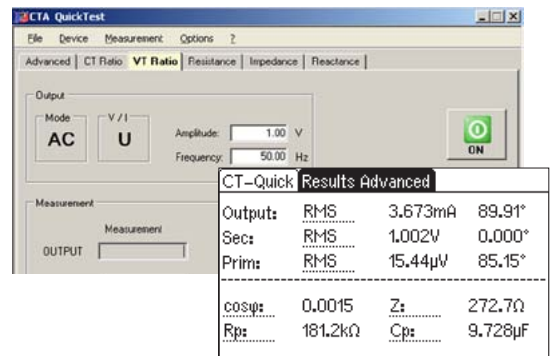 CTA QuickTest
File Device Measurement Options ?
Advanced CT Ratio VT Ratio Resistance Impedance Reactance
Output
Mode V / I
AC U
Amplitude: 1.00 V
Frequency: 50.00 Hz
ON
Measurement
Measurement
OUTPUT
CT-Quick Results Advanced
Output: RMS 3.673mA 89.91°
Sec: RMS 1.002V 0.000°
Prim: RMS 15.44µV 85.15°
cosφ: 0.0015 Z: 272.7Ω
Rp: 181.2kΩ Cp: 9.728µF